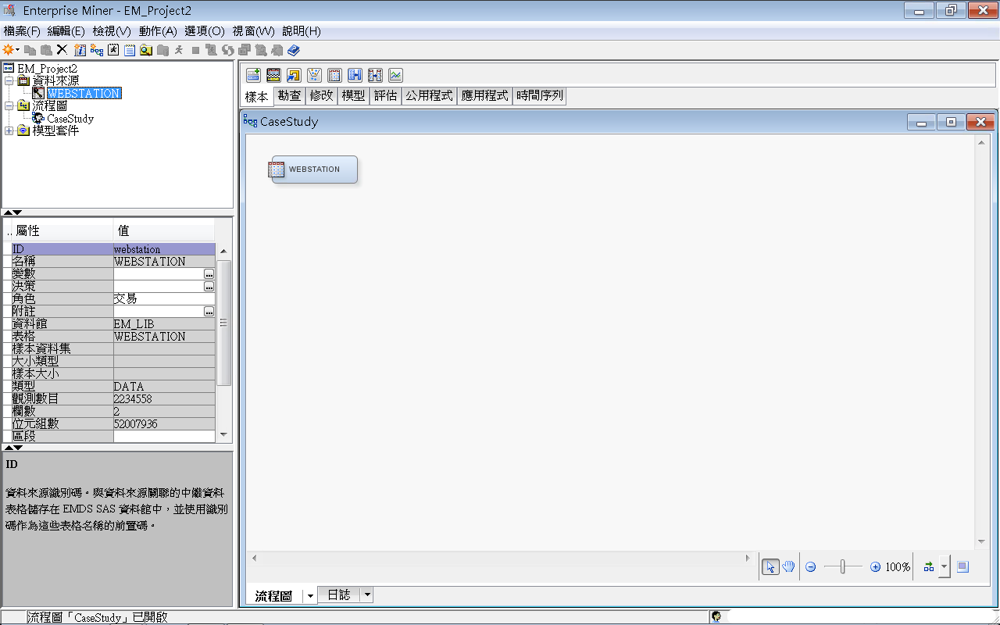 Enterprise Miner - EM_Project2
檔案(F) 編輯(E) 檢視(V) 動作(A) 選項(O) 視窗(W) 說明(H)
EM_Project2
資料來源
WEBSTATION
流程圖
CaseStudy
模型套件
.. 屬性 值
ID webstation
名稱 WEBSTATION
變數 ...
決策 ...
角色 交易
附註 ...
資料館 EM_LIB
表格 WEBSTATION
樣本資料集
大小類型
樣本大小
類型 DATA
觀測數目 2234558
欄數 2
位元組數 52007936
區段
ID
資料來源識別碼。與資料來源關聯的中繼資料
表格儲存在 EMDS SAS 資料館中，並使用識別
碼作為這些表格名稱的前置碼。
樣本 勘查 修改 模型 評估 公用程式 應用程式 時間序列
CaseStudy
WEBSTATION
100%
流程圖 日誌
流程圖「CaseStudy」已開啟